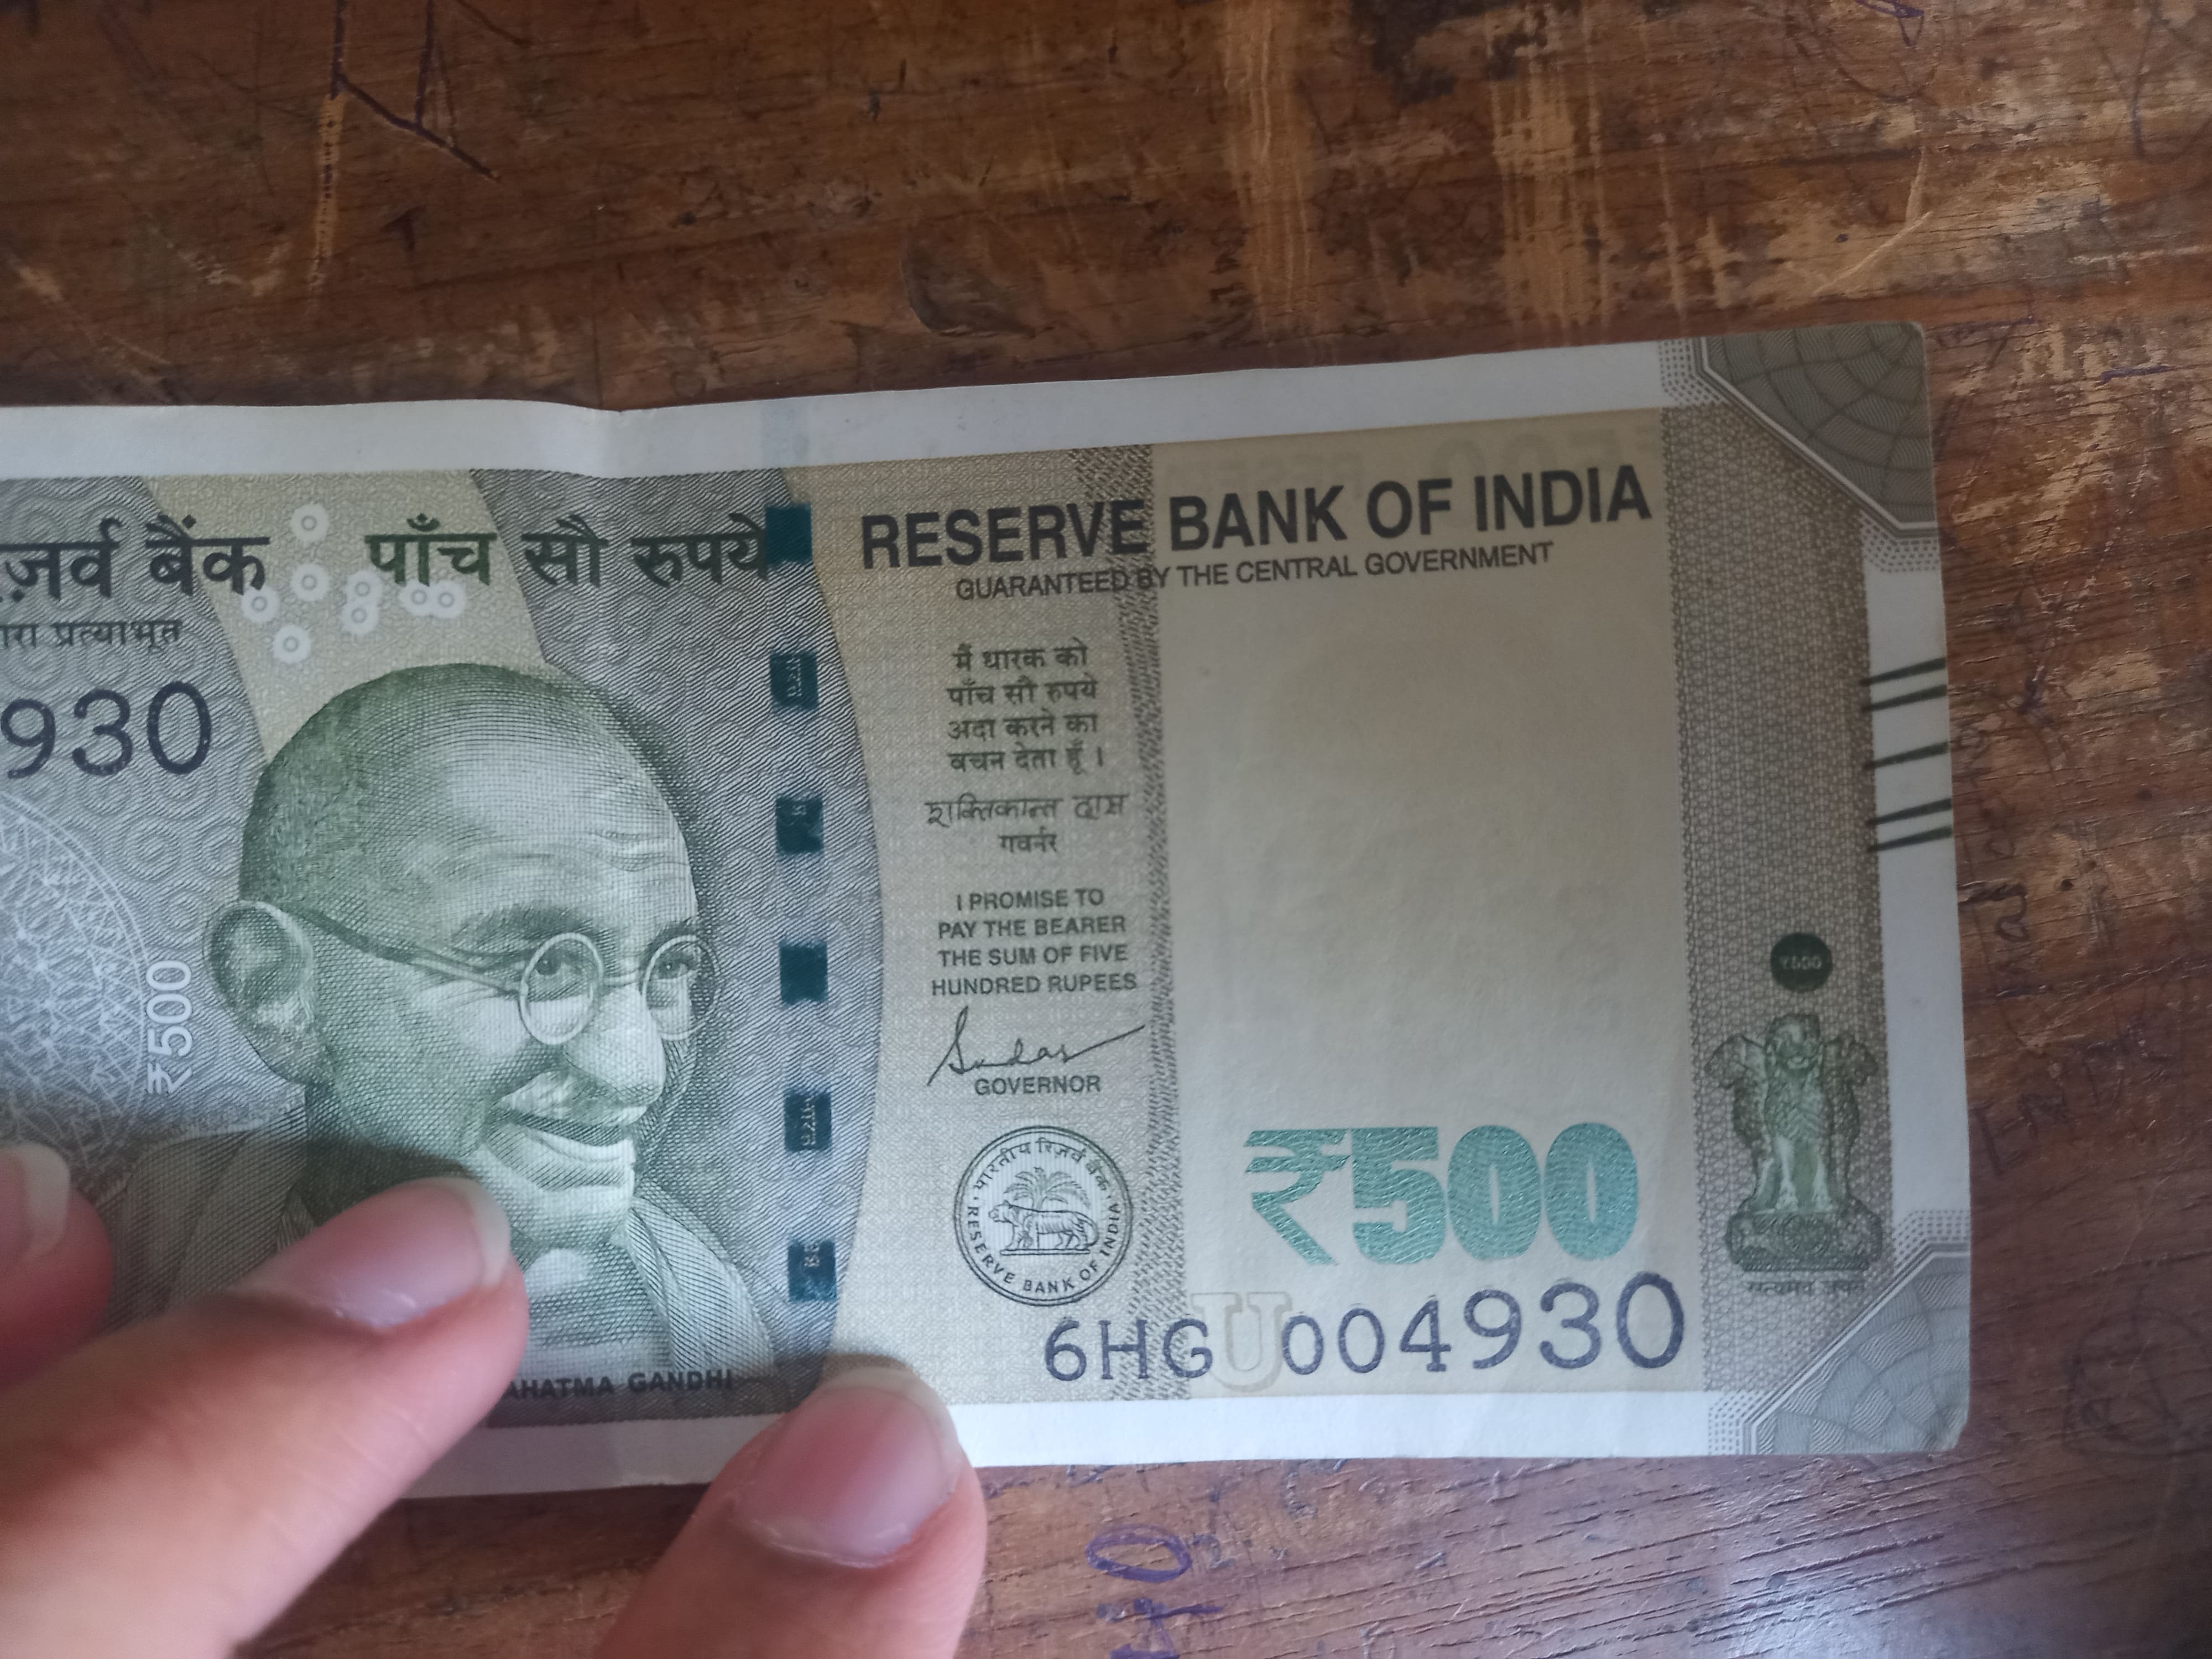 बैंक पाँच सौ रुपये
प्रत्याभूत
930
₹500
RESERVE BANK OF INDIA
GUARANTEED BY THE CENTRAL GOVERNMENT
मैं धारक को
पाँच सौ रुपये
अदा करने का
वचन देता हूँ ।
शक्तिकान्त दास
गवर्नर
I PROMISE TO
PAY THE BEARER
THE SUM OF FIVE
HUNDRED RUPEES
GOVERNOR
भारतीय रिज़र्व बैंक
RESERVE BANK OF INDIA
₹500
₹500
सत्यमेव जयते
6HG U 004930
GANDHI